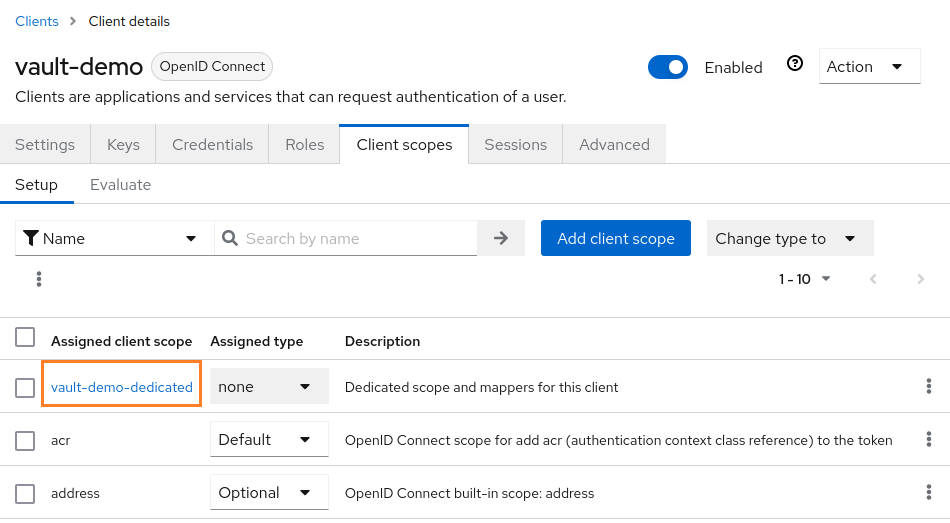 Clients > Client details
vault-demo OpenID Connect Enabled Action
Clients are applications and services that can request authentication of a user.
Settings Keys Credentials Roles Client scopes Sessions Advanced
Setup Evaluate
Name Search by name Add client scope Change type to
1 - 10
Assigned client scope Assigned type Description
vault-demo-dedicated none Dedicated scope and mappers for this client
acr Default OpenID Connect scope for add acr (authentication context class reference) to the token
address Optional OpenID Connect built-in scope: address